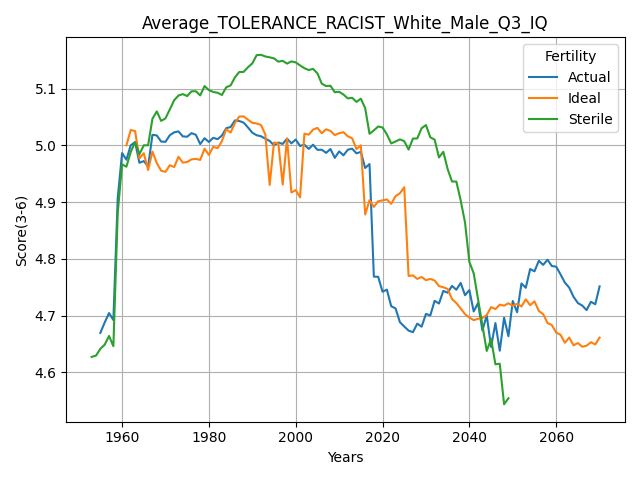 Average_TOLERANCE_RACIST_White_Male_Q3_IQ
Fertility
Actual
Ideal
Sterile
Score(3-6)
5.1
5.0
4.9
4.8
4.7
4.6
1960 1980 2000 2020 2040 2060
Years